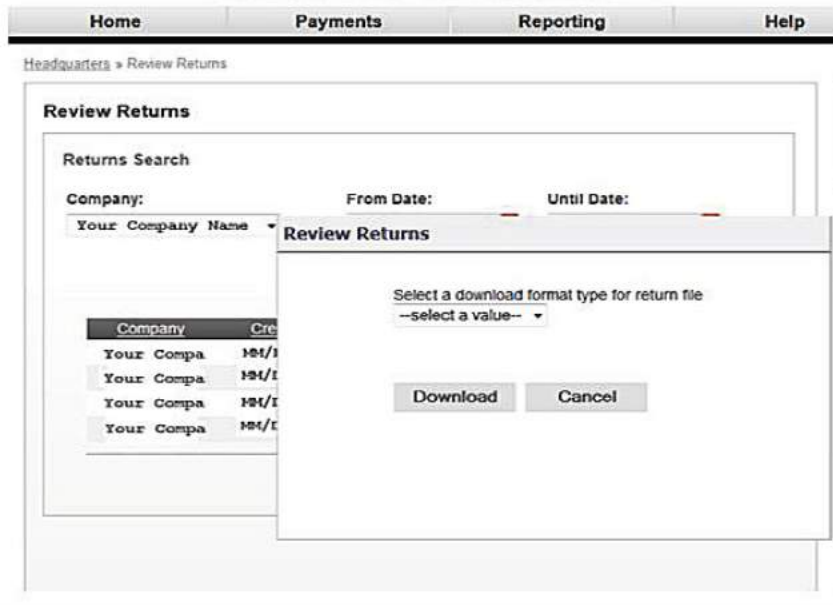 Home Payments Reporting Help
Headquarters » Review Returns
Review Returns
Returns Search
Company: From Date: Until Date:
Your Company Name
Review Returns
Select a download format type for return file
--select a value--
Company Cre
Your Compa MM/
Your Compa MM/
Your Compa MM/D
Your Compa MM/D
Download Cancel